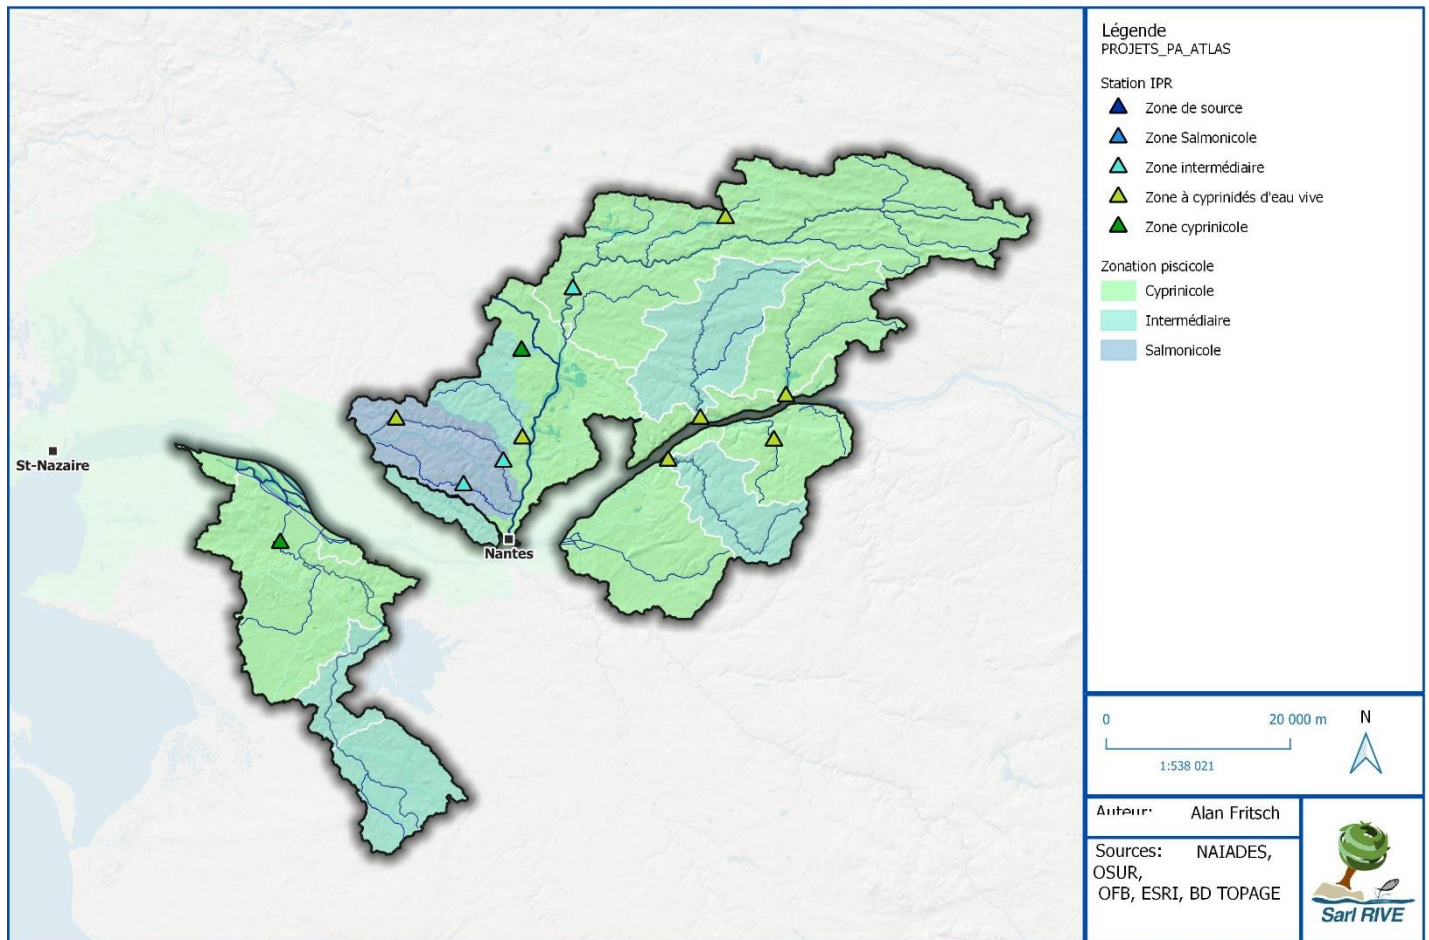 St-Nazaire
Nantes
Légende
PROJETS_PA_ATLAS
Station IPR
Zone de source
Zone Salmonicole
Zone intermédiaire
Zone à cyprinidés d'eau vive
Zone cyprinicole
Zonation piscicole
Cyprinicole
Intermédiaire
Salmonicole
0 20 000 m N
1:538 021
Auteur: Alan Fritsch
Sources: NAIADES,
OSUR,
OFB, ESRI, BD TOPAGE
Sarl RIVE